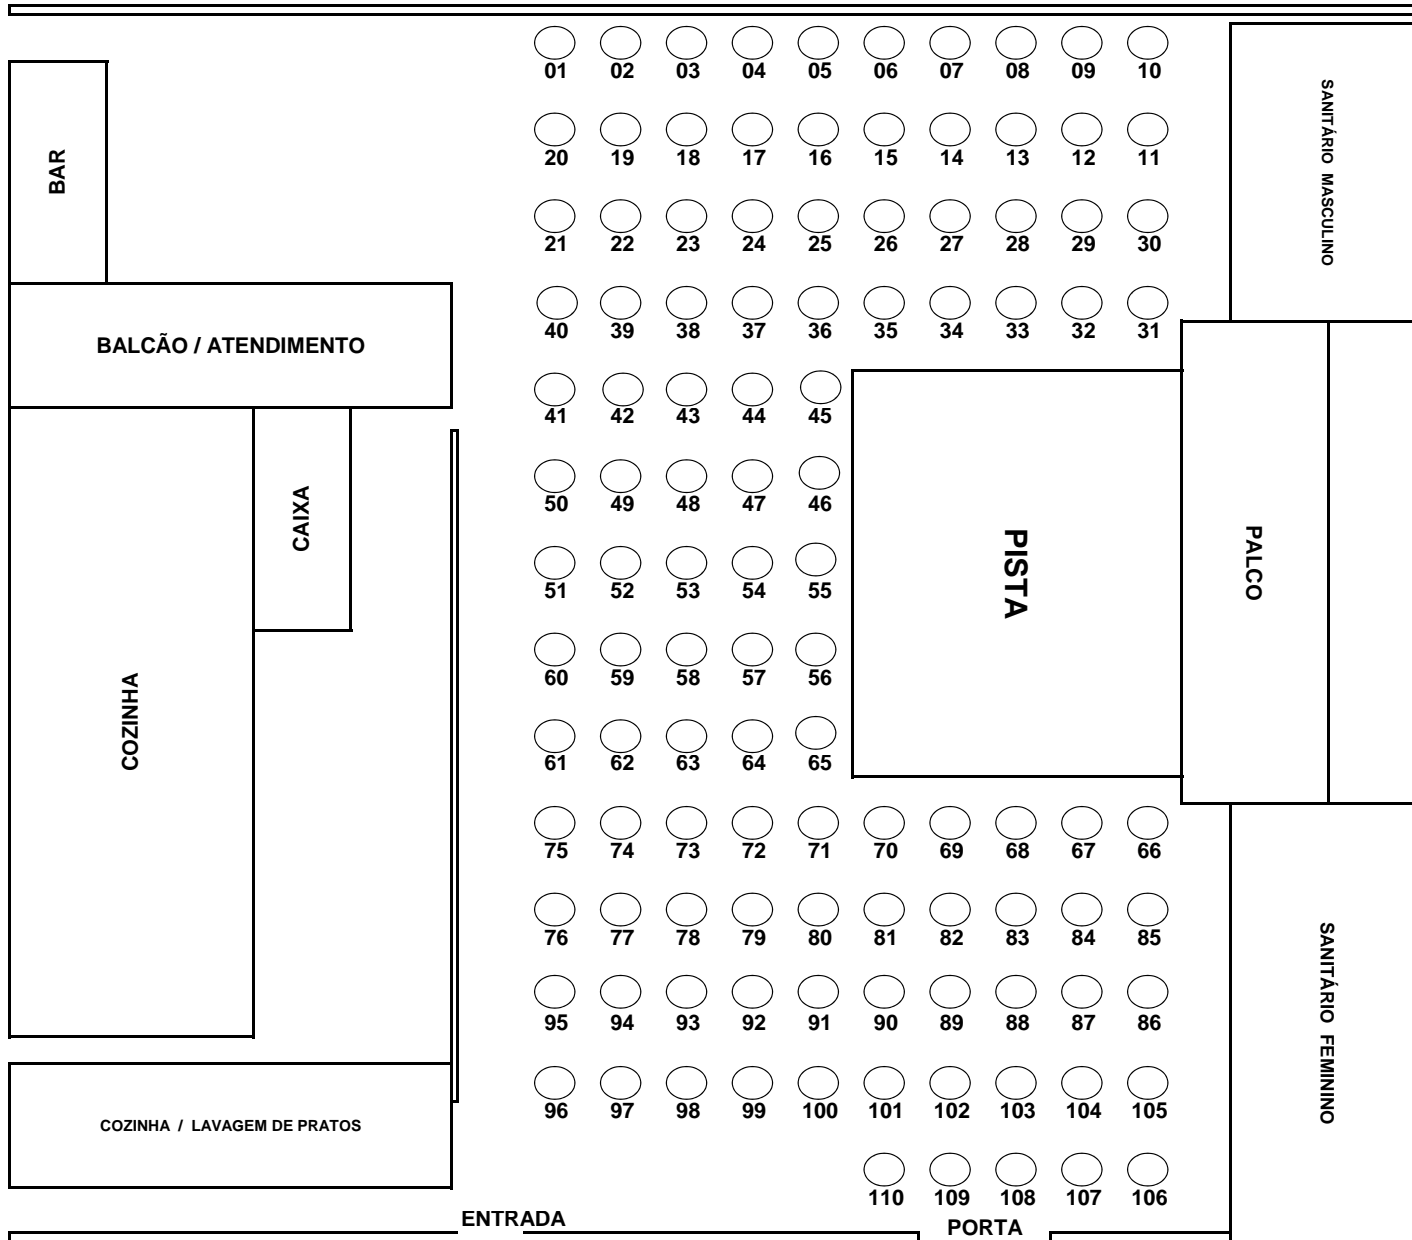 01 02 03 04 05 06 07 08 09 10
20 19 18 17 16 15 14 13 12 11
21 22 23 24 25 26 27 28 29 30
40 39 38 37 36 35 34 33 32 31
41 42 43 44 45
50 49 48 47 46
51 52 53 54 55
60 59 58 57 56
61 62 63 64 65
75 74 73 72 71 70 69 68 67 66
76 77 78 79 80 81 82 83 84 85
95 94 93 92 91 90 89 88 87 86
96 97 98 99 100 101 102 103 104 105
110 109 108 107 106
BAR
BALCÃO / ATENDIMENTO
CAIXA
COZINHA
COZINHA / LAVAGEM DE PRATOS
PISTA
PALCO
SANITÁRIO MASCULINO
SANITÁRIO FEMININO
ENTRADA
PORTA